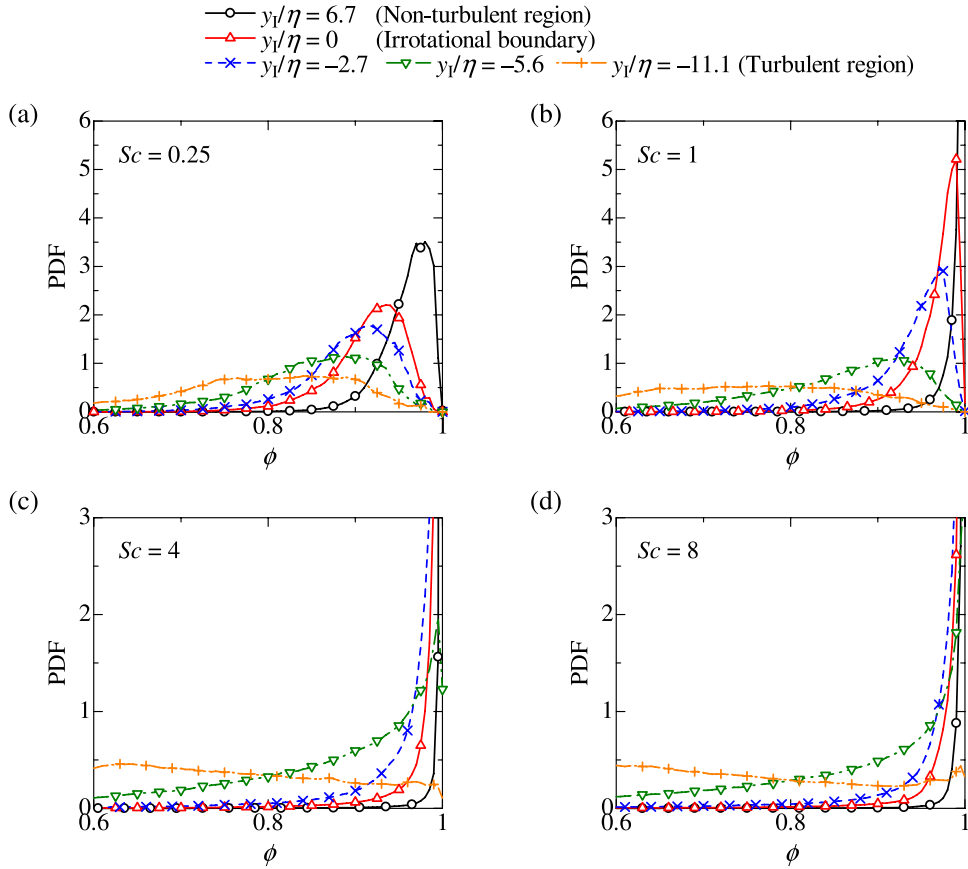 y_I/η = 6.7 (Non-turbulent region)
y_I/η = 0 (Irrotational boundary)
y_I/η = −2.7 y_I/η = −5.6 y_I/η = −11.1 (Turbulent region)
(a)
6
5
4
3
2
1
0
PDF
Sc = 0.25
0.6 0.8 1
ϕ
(b)
6
5
4
3
2
1
0
PDF
Sc = 1
0.6 0.8 1
ϕ
(c)
3
2
1
0
PDF
Sc = 4
0.6 0.8 1
ϕ
(d)
3
2
1
0
PDF
Sc = 8
0.6 0.8 1
ϕ